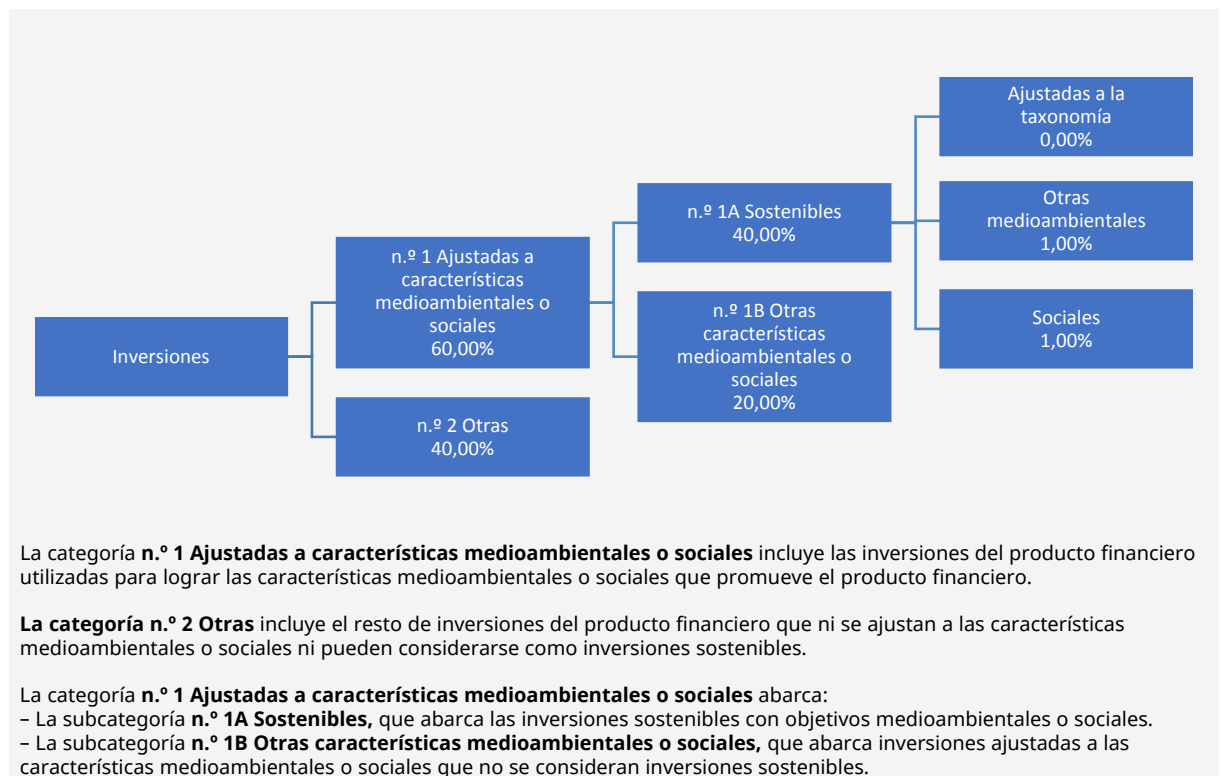 Inversiones
n.º 1 Ajustadas a
características
medioambientales o
sociales
60,00%
n.º 2 Otras
40,00%
n.º 1A Sostenibles
40,00%
n.º 1B Otras
características
medioambientales o
sociales
20,00%
Ajustadas a la
taxonomía
0,00%
Otras
medioambientales
1,00%
Sociales
1,00%
La categoría n.º 1 Ajustadas a características medioambientales o sociales incluye las inversiones del producto financiero
utilizadas para lograr las características medioambientales o sociales que promueve el producto financiero.
La categoría n.º 2 Otras incluye el resto de inversiones del producto financiero que ni se ajustan a las características
medioambientales o sociales ni pueden considerarse como inversiones sostenibles.
La categoría n.º 1 Ajustadas a características medioambientales o sociales abarca:
– La subcategoría n.º 1A Sostenibles, que abarca las inversiones sostenibles con objetivos medioambientales o sociales.
– La subcategoría n.º 1B Otras características medioambientales o sociales, que abarca inversiones ajustadas a las
características medioambientales o sociales que no se consideran inversiones sostenibles.